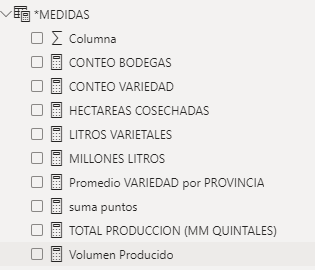 *MEDIDAS
Columna
CONTEO BODEGAS
CONTEO VARIEDAD
HECTAREAS COSECHADAS
LITROS VARIETALES
MILLONES LITROS
Promedio VARIEDAD por PROVINCIA
suma puntos
TOTAL PRODUCCION (MM QUINTALES)
Volumen Producido